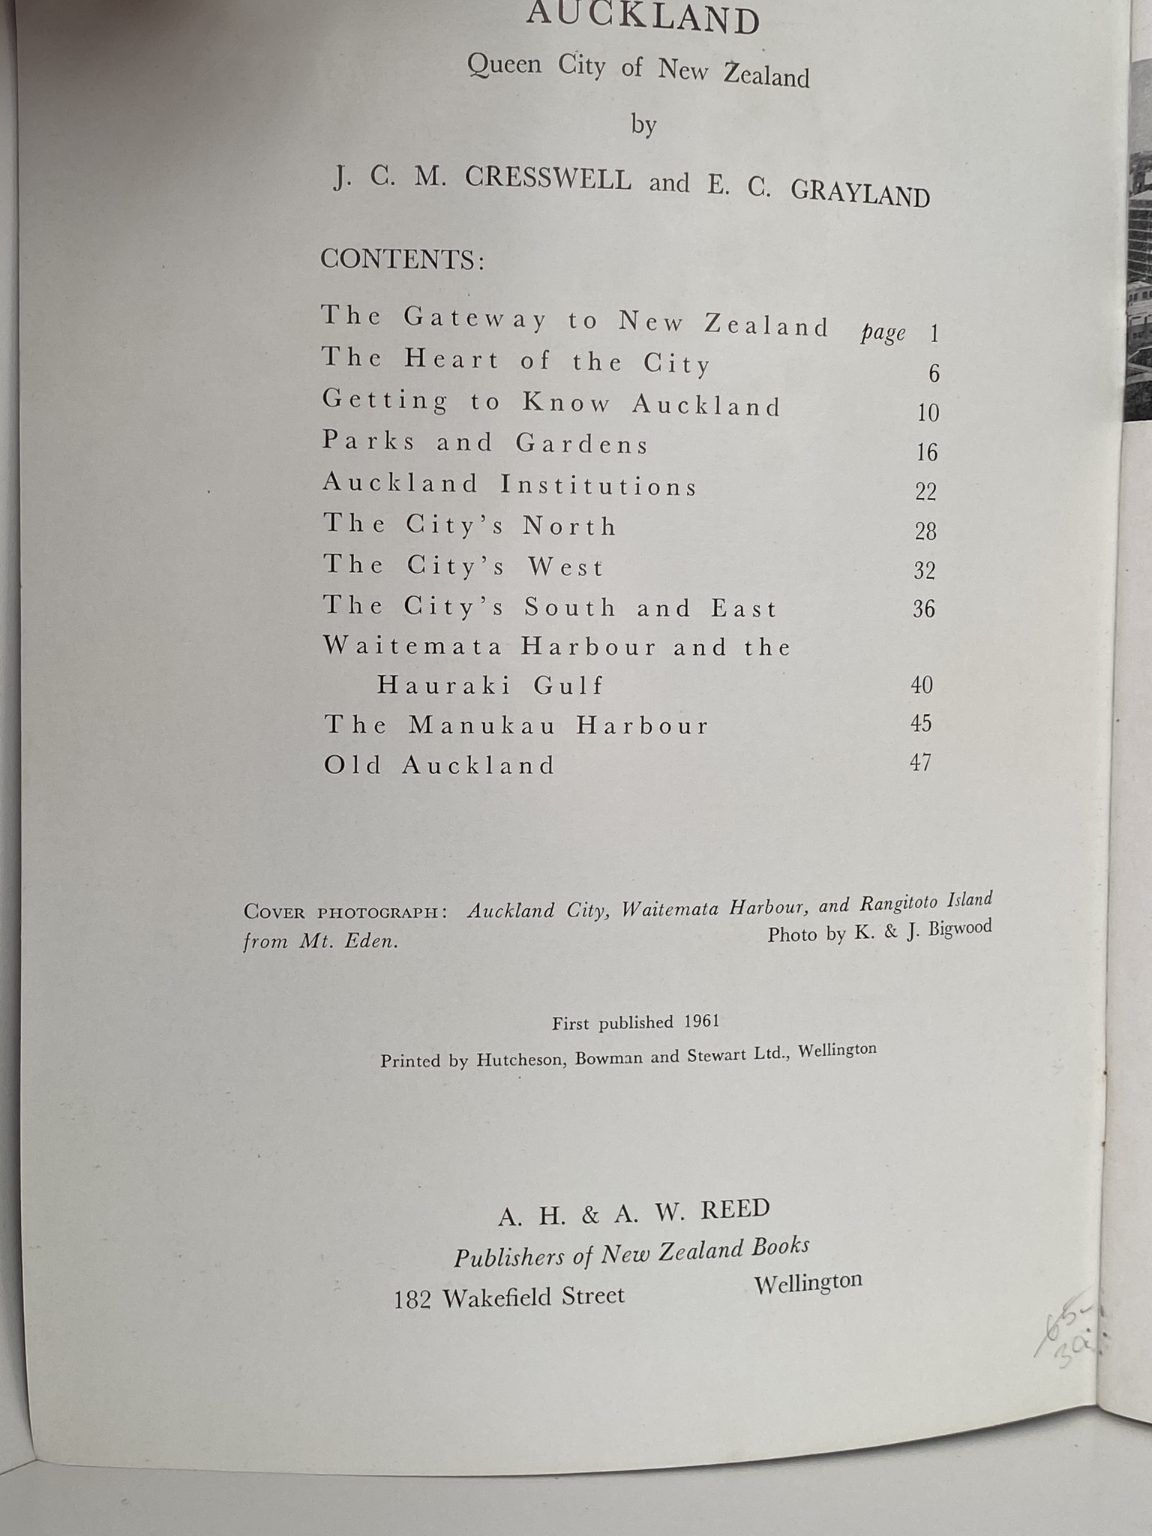 AUCKLAND
Queen City of New Zealand
by
J. C. M. CRESSWELL and E. C. GRAYLAND
CONTENTS:
The Gateway to New Zealand page 1
The Heart of the City 6
Getting to Know Auckland 10
Parks and Gardens 16
Auckland Institutions 22
The City's North 28
The City's West 32
The City's South and East 36
Waitemata Harbour and the
Hauraki Gulf 40
The Manukau Harbour 45
Old Auckland 47
COVER PHOTOGRAPH: Auckland City, Waitemata Harbour, and Rangitoto Island
from Mt. Eden. Photo by K. & J. Bigwood
First published 1961
Printed by Hutcheson, Bowman and Stewart Ltd., Wellington
A. H. & A. W. REED
Publishers of New Zealand Books
182 Wakefield Street Wellington